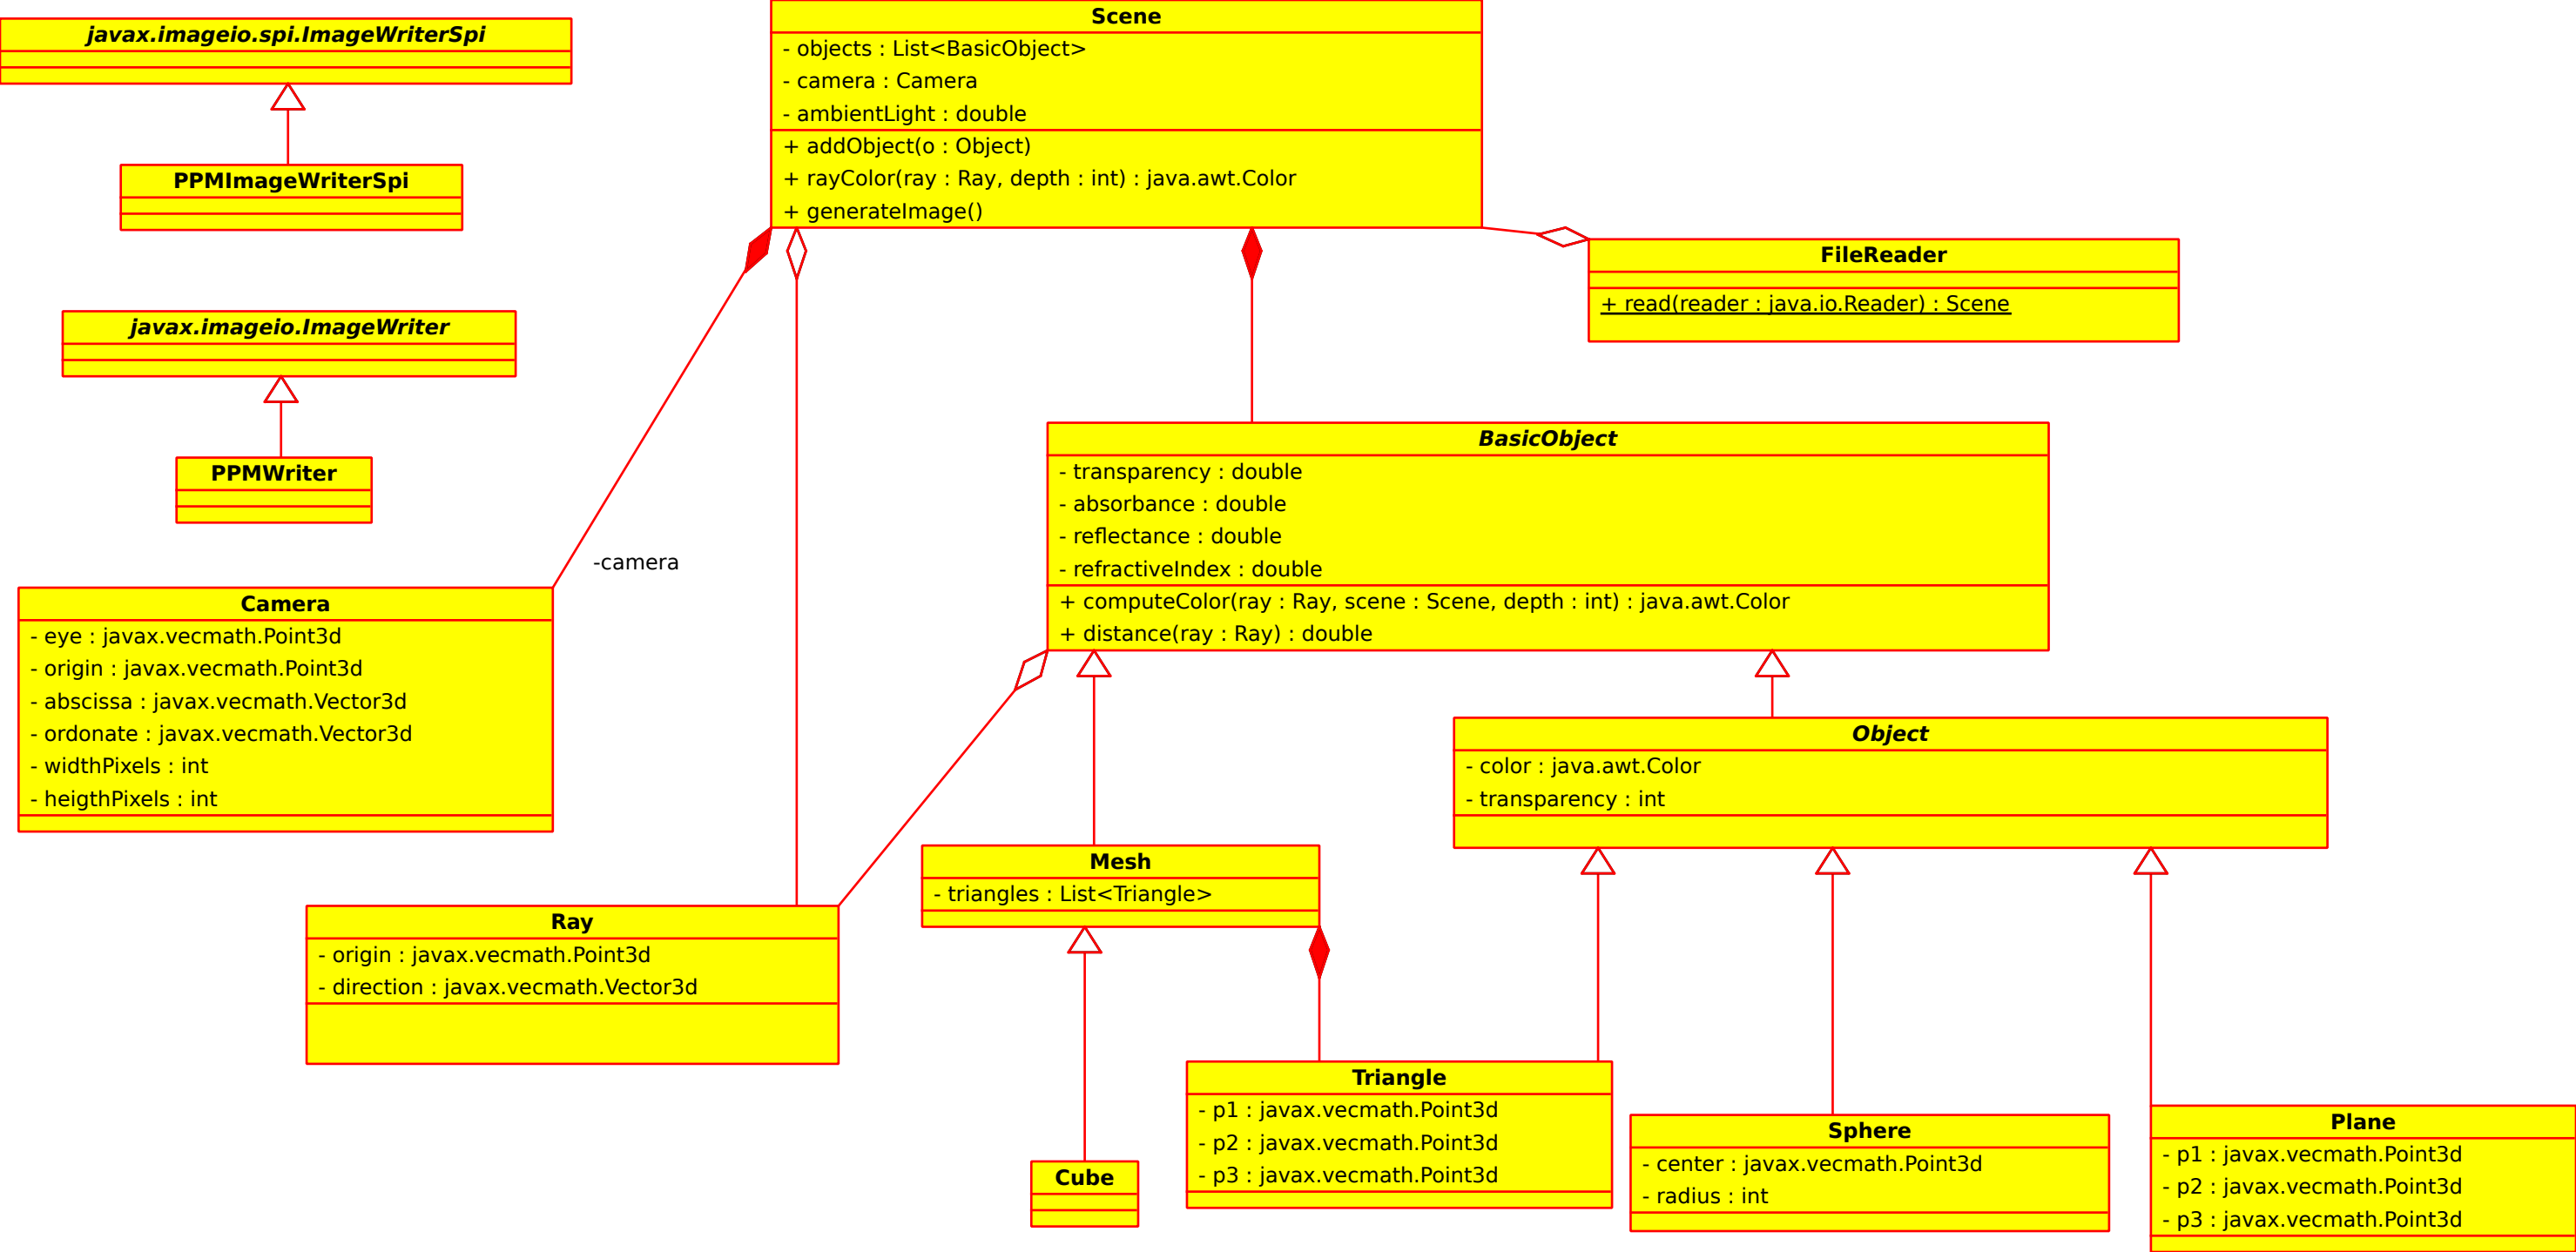 javax.imageio.spi.ImageWriterSpi
PPMImageWriterSpi
javax.imageio.ImageWriter
PPMWriter
Scene
- objects : List<BasicObject>
- camera : Camera
- ambientLight : double
+ addObject(o : Object)
+ rayColor(ray : Ray, depth : int) : java.awt.Color
+ generateImage()
FileReader
+ read(reader : java.io.Reader) : Scene
-camera
Camera
- eye : javax.vecmath.Point3d
- origin : javax.vecmath.Point3d
- abscissa : javax.vecmath.Vector3d
- ordonate : javax.vecmath.Vector3d
- widthPixels : int
- heigthPixels : int
BasicObject
- transparency : double
- absorbance : double
- reflectance : double
- refractiveIndex : double
+ computeColor(ray : Ray, scene : Scene, depth : int) : java.awt.Color
+ distance(ray : Ray) : double
Object
- color : java.awt.Color
- transparency : int
Mesh
- triangles : List<Triangle>
Ray
- origin : javax.vecmath.Point3d
- direction : javax.vecmath.Vector3d
Cube
Triangle
- p1 : javax.vecmath.Point3d
- p2 : javax.vecmath.Point3d
- p3 : javax.vecmath.Point3d
Sphere
- center : javax.vecmath.Point3d
- radius : int
Plane
- p1 : javax.vecmath.Point3d
- p2 : javax.vecmath.Point3d
- p3 : javax.vecmath.Point3d